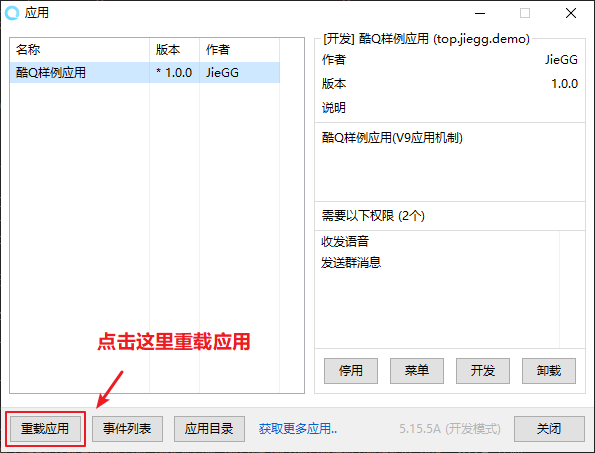 应用
名称 版本 作者
酷Q样例应用 * 1.0.0 JieGG
[开发] 酷Q样例应用 (top.jiegg.demo)
作者 JieGG
版本 1.0.0
说明
酷Q样例应用(V9应用机制)
需要以下权限 (2个)
收发语音
发送群消息
停用 菜单 开发 卸载
点击这里重载应用
重载应用 事件列表 应用目录 获取更多应用.. 5.15.5A (开发模式) 关闭